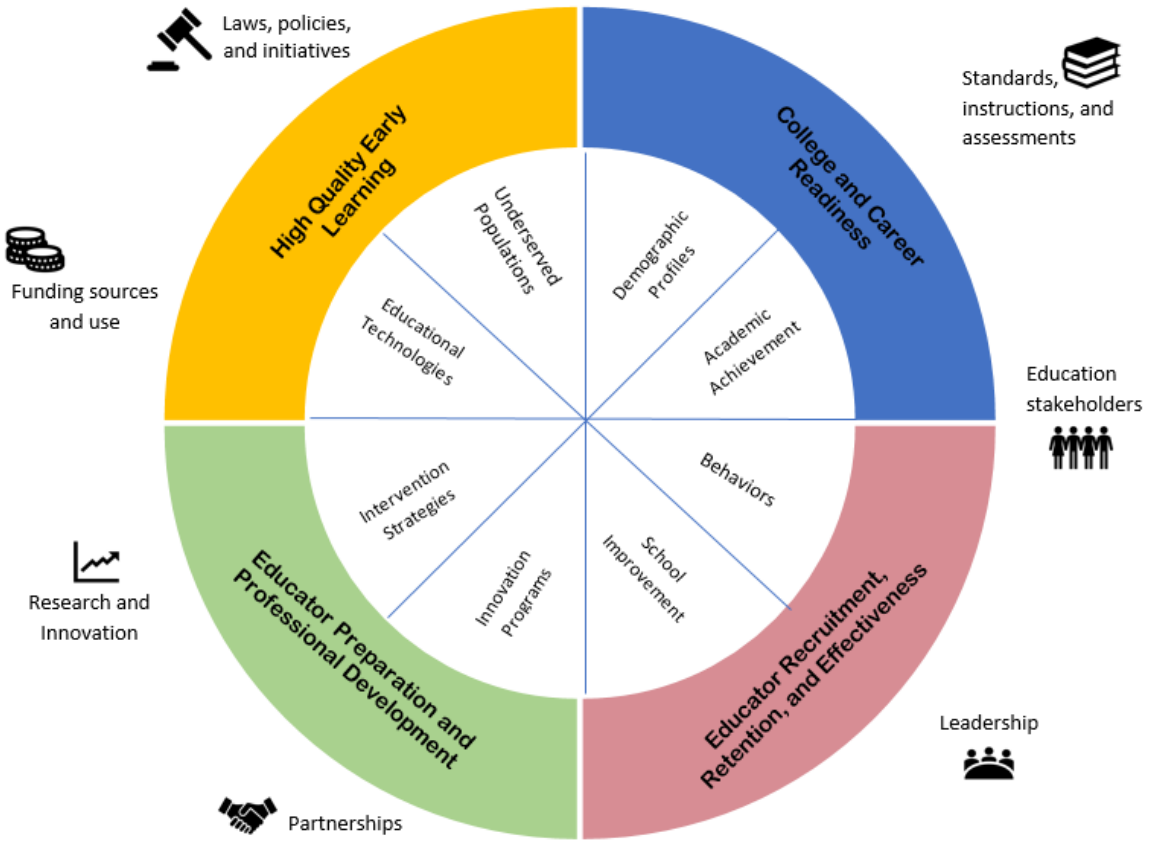 Laws, policies,
and initiatives
Standards,
instructions, and
assessments
High Quality Early
Learning
College and Career
Readiness
Underserved
Populations
Demographic
Profiles
Funding sources
and use
Educational
Technologies
Academic
Achievement
Education
stakeholders
Intervention
Strategies
Behaviors
Innovation
Programs
School
Improvement
Research and
Innovation
Educator Preparation and
Professional Development
Educator Recruitment,
Retention, and Effectiveness
Leadership
Partnerships